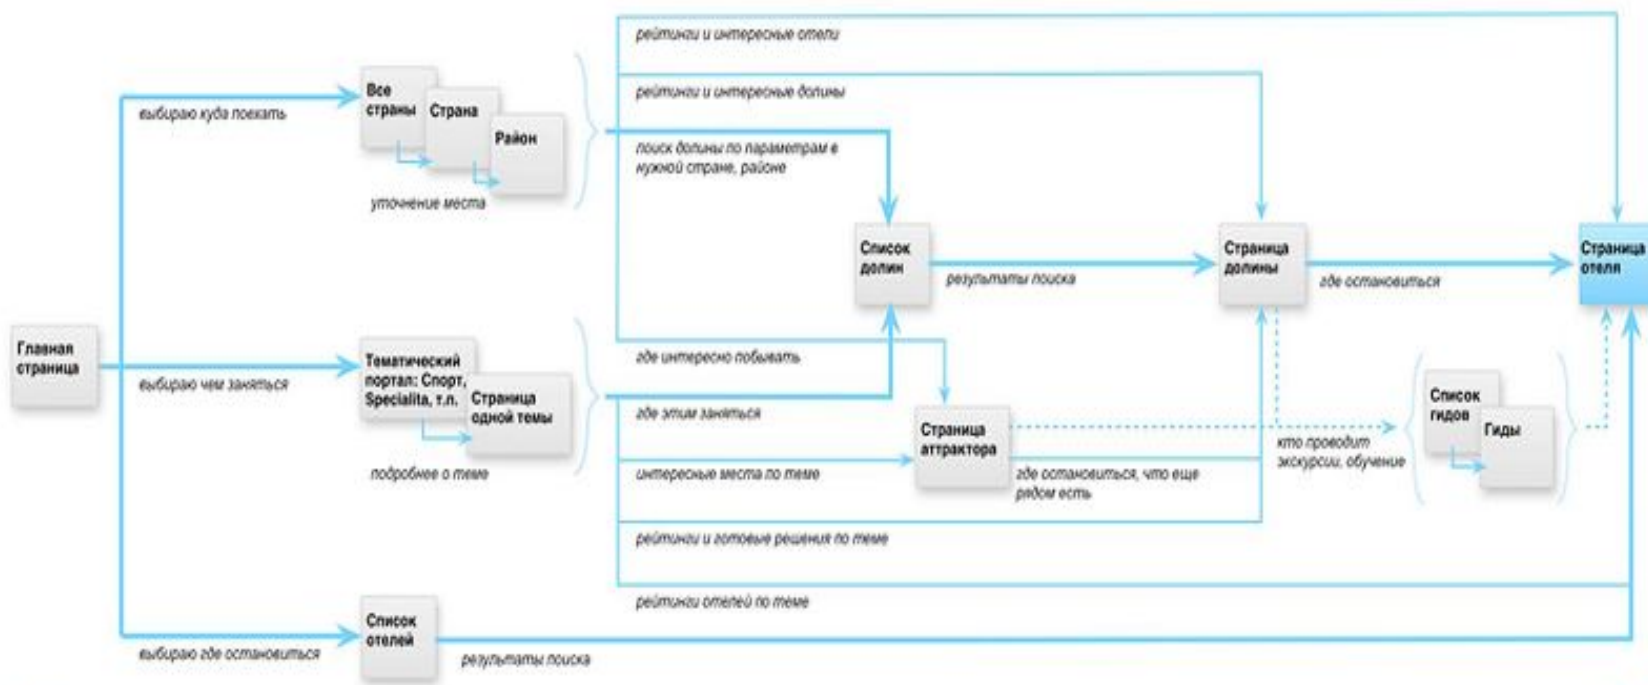 рейтинги и интересные отели
Все
страны
Страна
Район
выбираю куда поехать
рейтинги и интересные долины
поиск долины по параметрам в
нужной стране, районе
уточнение места
Список
долин
результаты поиска
Страница
долины
где остановиться
Страница
отеля
Главная
страница
выбираю чем заняться
Тематический
портал: Спорт,
Specialita, т.п.
Страница
одной темы
подробнее о теме
где интересно побывать
где этим заняться
интересные места по теме
Страница
аттрактора
где остановиться, что еще
рядом есть
кто проводит
экскурсии, обучение
Список
гидов
Гиды
рейтинги и готовые решения по теме
рейтинги отелей по теме
Список
отелей
выбираю где остановиться
результаты поиска